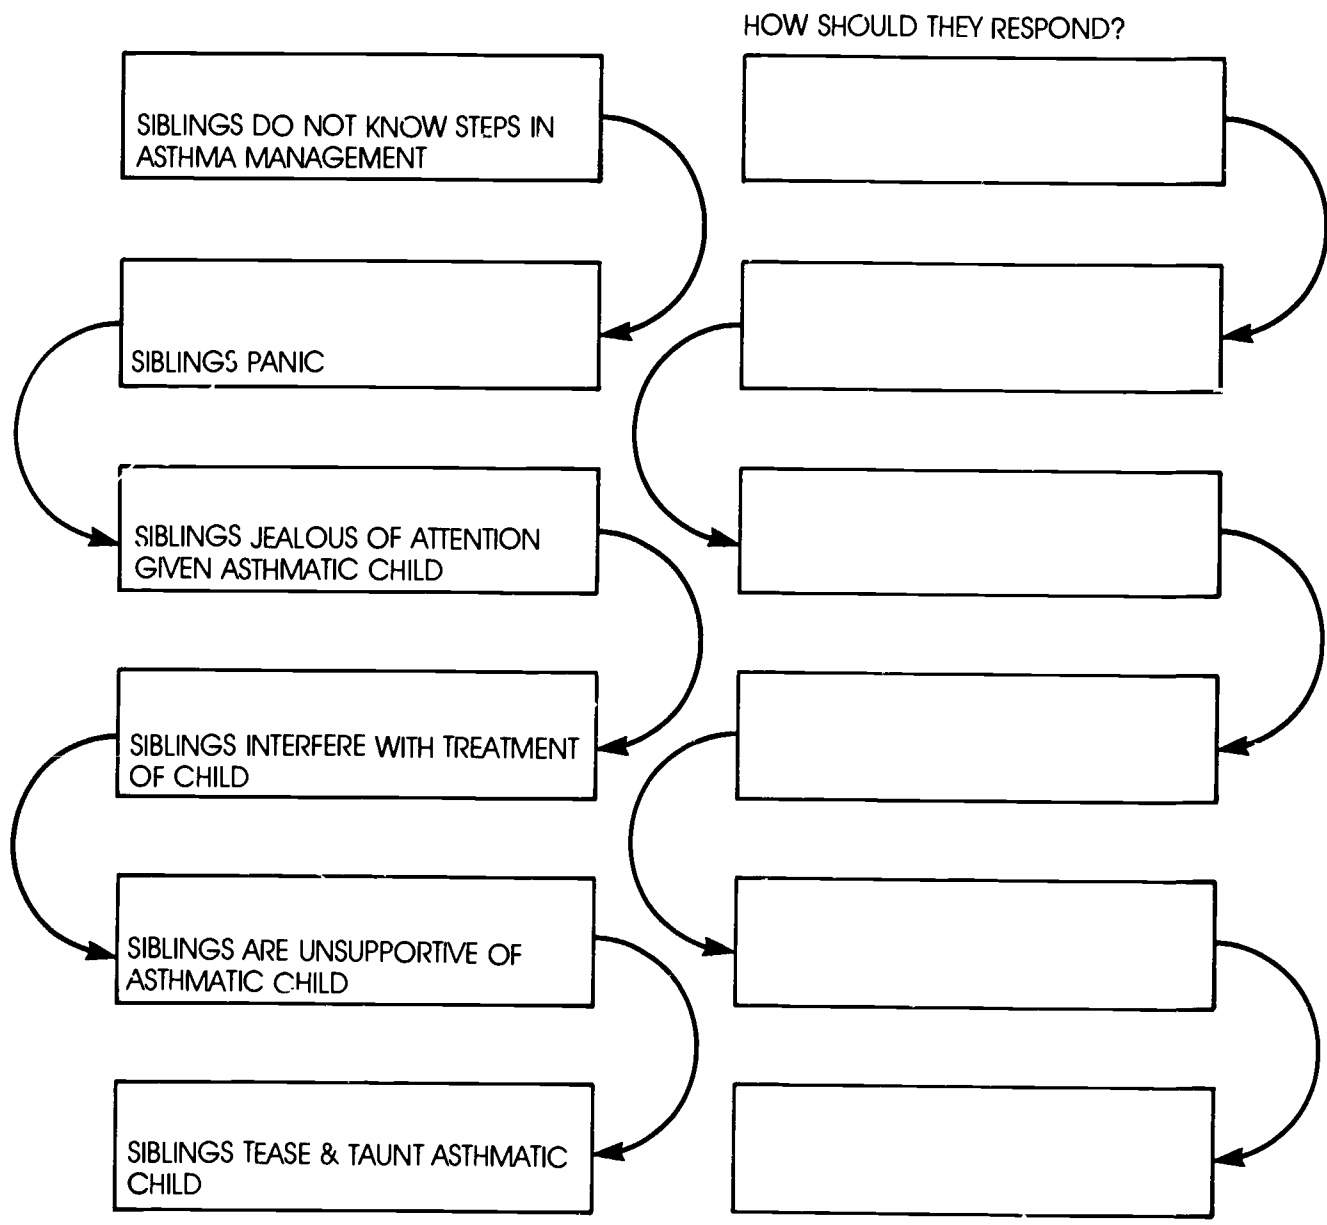 HOW SHOULD THEY RESPOND?
SIBLINGS DO NOT KNOW STEPS IN
ASTHMA MANAGEMENT
SIBLINGS PANIC
SIBLINGS JEALOUS OF ATTENTION
GIVEN ASTHMATIC CHILD
SIBLINGS INTERFERE WITH TREATMENT
OF CHILD
SIBLINGS ARE UNSUPPORTIVE OF
ASTHMATIC CHILD
SIBLINGS TEASE & TAUNT ASTHMATIC
CHILD